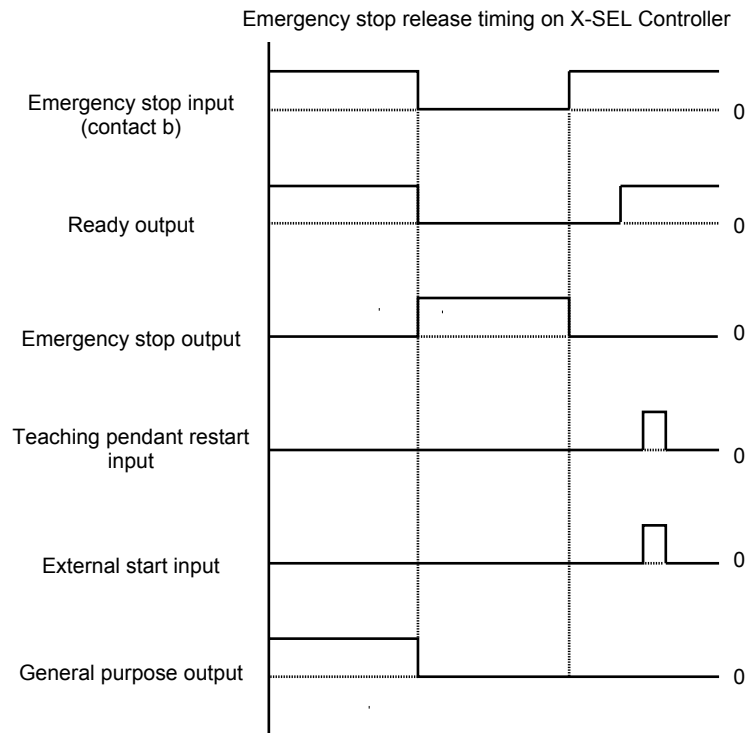 Emergency stop release timing on X-SEL Controller
Emergency stop input
(contact b)
0
Ready output
0
Emergency stop output
0
Teaching pendant restart
input
0
External start input
0
General purpose output
0